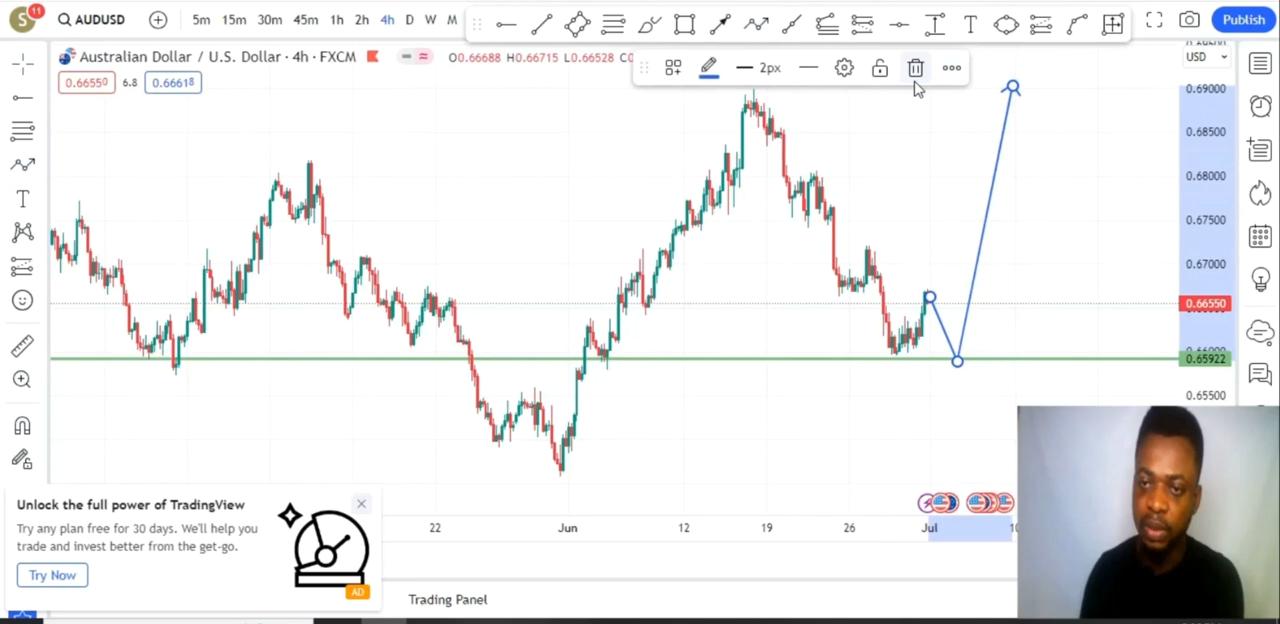 S 11 AUDUSD 5m 15m 30m 45m 1h 2h 4h D W M T Publish
Australian Dollar / U.S. Dollar · 4h · FXCM O0.66688 H0.66715 L0.66528 C0
2px
USD
0.66550 6.8 0.66618
0.69000
0.68500
0.68000
0.67500
0.67000
0.66550
0.65922
0.65500
T
Unlock the full power of TradingView
Try any plan free for 30 days. We'll help you
trade and invest better from the get-go.
Try Now
AD
22 Jun 12 19 26 Jul
Trading Panel